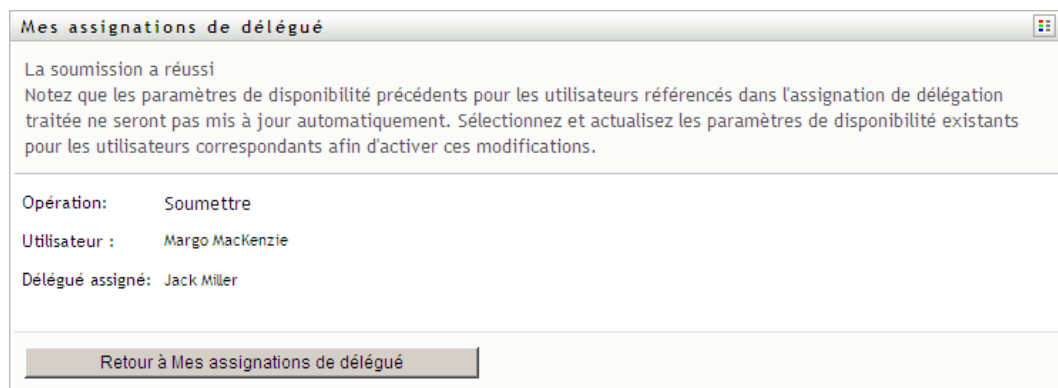 Mes assignations de délégué
La soumission a réussi
Notez que les paramètres de disponibilité précédents pour les utilisateurs référencés dans l'assignation de délégation
traitée ne seront pas mis à jour automatiquement. Sélectionnez et actualisez les paramètres de disponibilité existants
pour les utilisateurs correspondants afin d'activer ces modifications.
Opération: Soumettre
Utilisateur : Margo MacKenzie
Délégué assigné: Jack Miller
Retour à Mes assignations de délégué